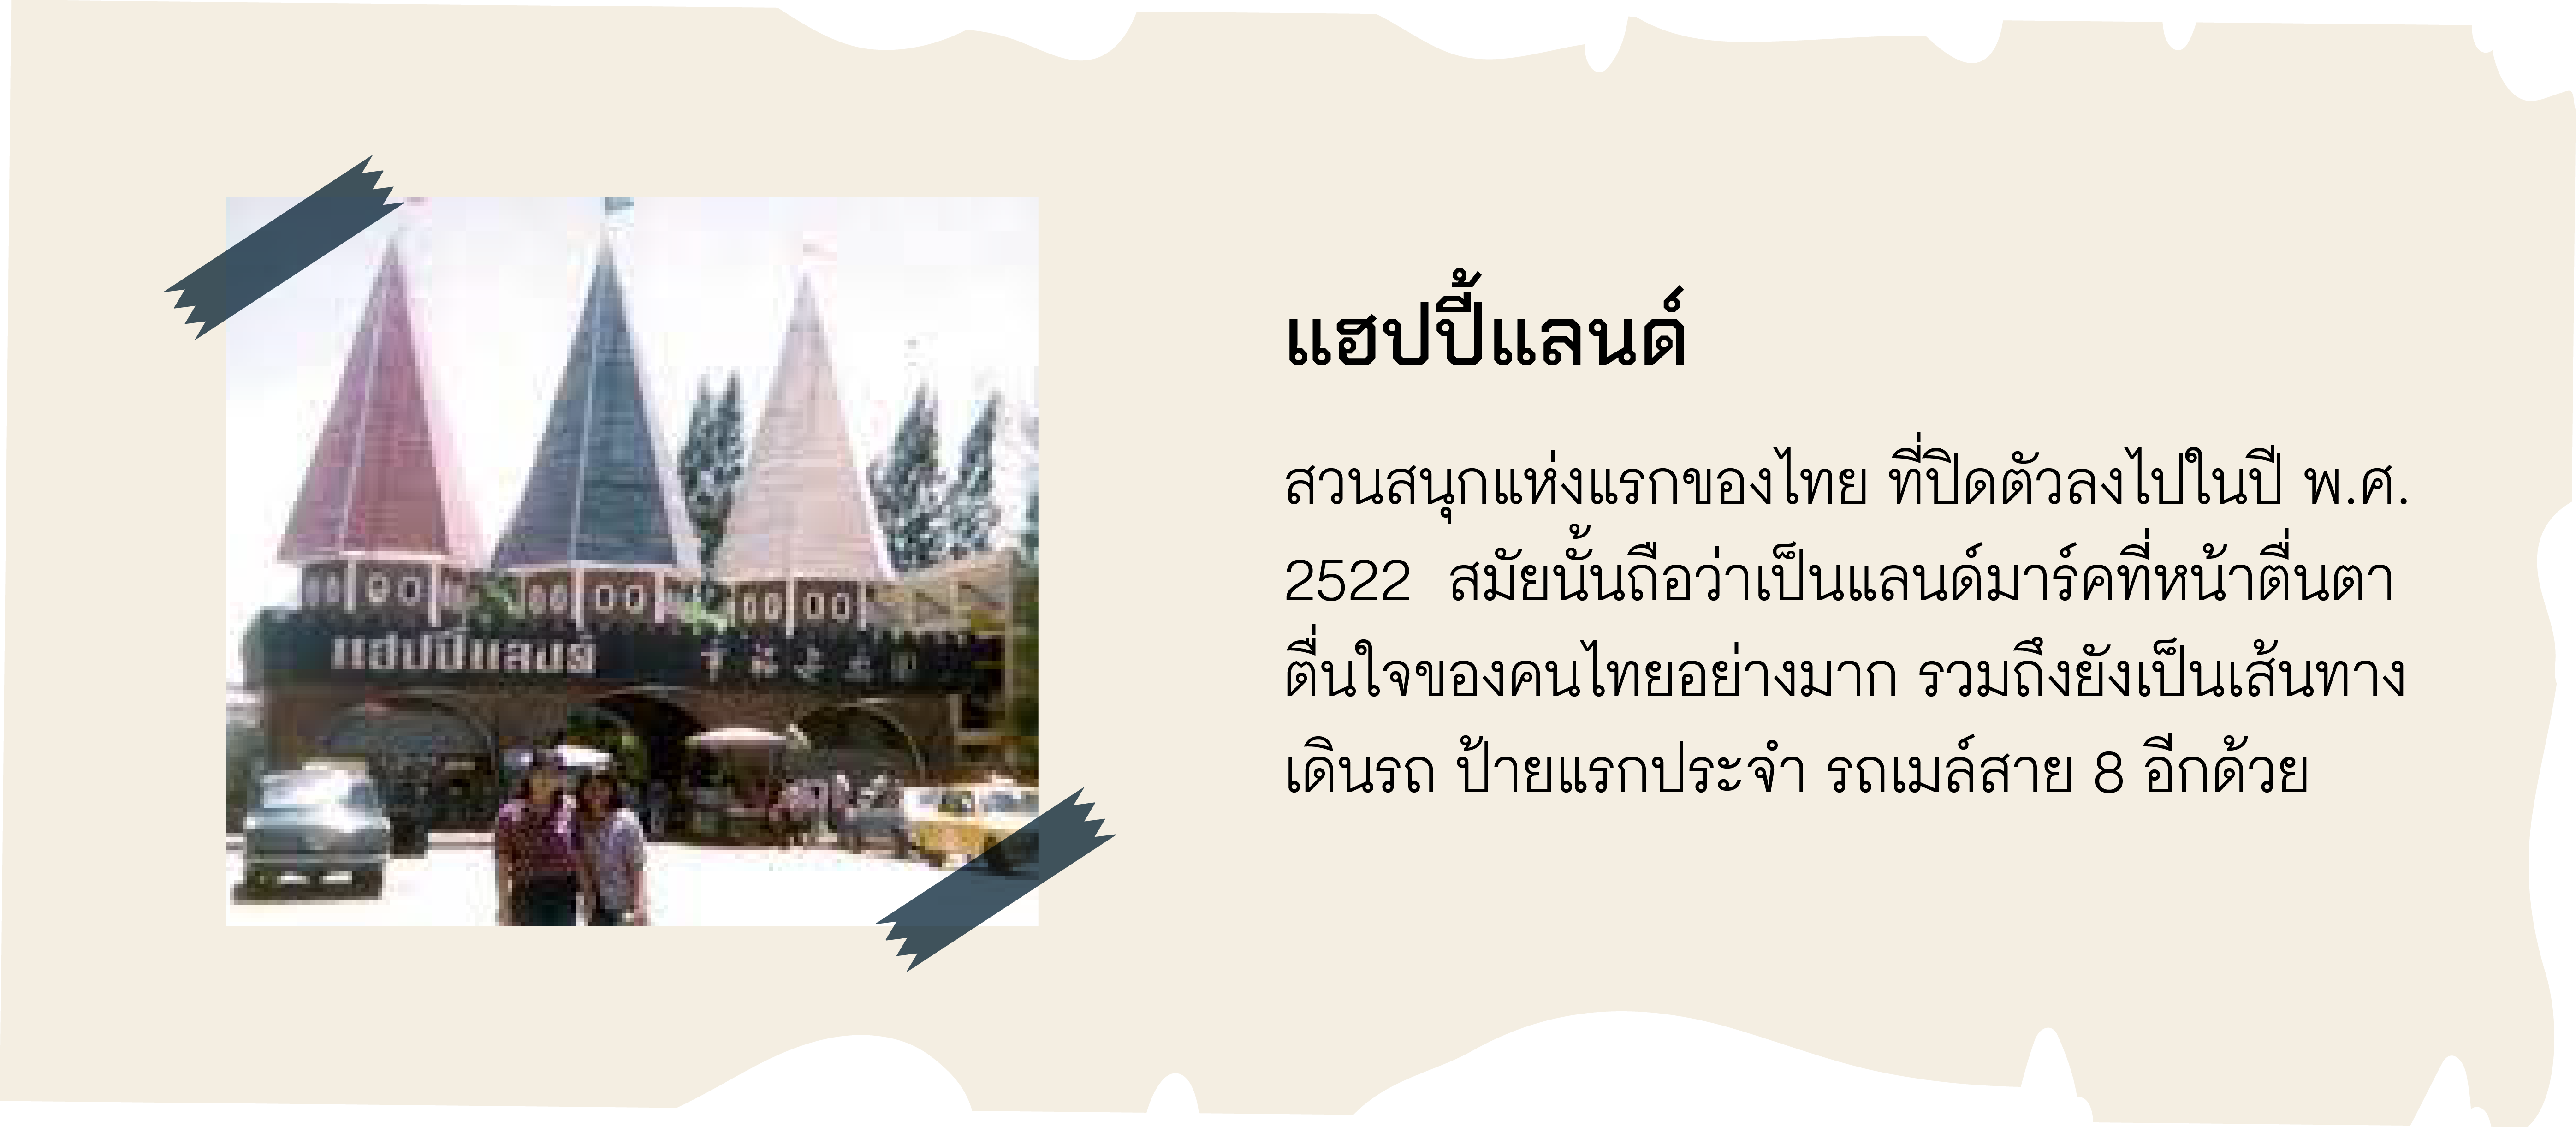 แฮปปี้แลนด์
แฮปปี้แลนด์
สวนสนุกแห่งแรกของไทย ที่ปิดตัวลงไปในปี พ.ศ.
2522  สมัยนั้นถือว่าเป็นแลนด์มาร์คที่หน้าตื่นตา
ตื่นใจของคนไทยอย่างมาก รวมถึงยังเป็นเส้นทาง
เดินรถ ป้ายแรกประจำ รถเมล์สาย 8 อีกด้วย